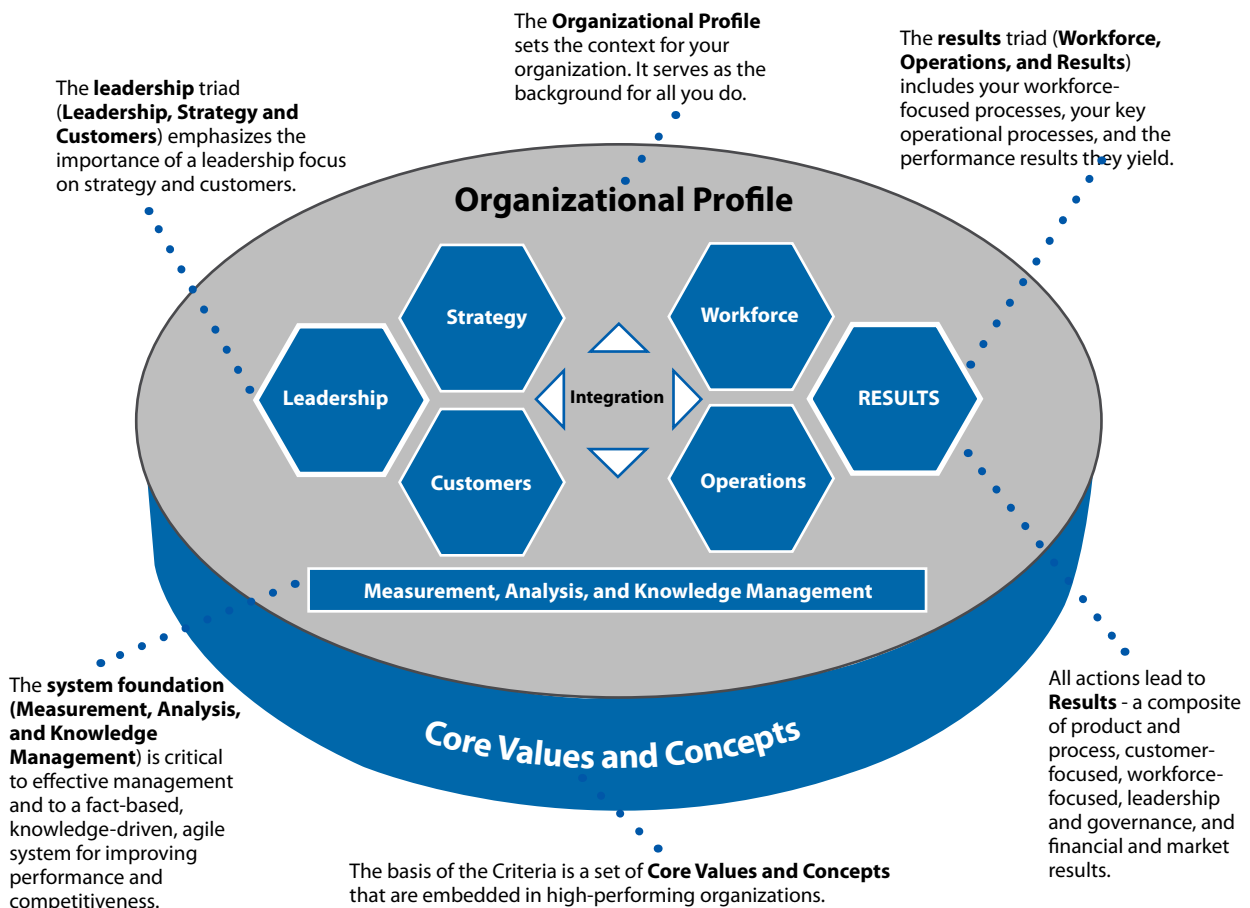 The Organizational Profile
sets the context for your
organization. It serves as the
background for all you do.
The results triad (Workforce,
Operations, and Results)
includes your workforce-
focused processes, your key
operational processes, and the
performance results they yield.
The leadership triad
(Leadership, Strategy and
Customers) emphasizes the
importance of a leadership focus
on strategy and customers.
Organizational Profile
Strategy
Workforce
Leadership
Integration
RESULTS
Customers
Operations
Measurement, Analysis, and Knowledge Management
Core Values and Concepts
The system foundation
(Measurement, Analysis,
and Knowledge
Management) is critical
to effective management
and to a fact-based,
knowledge-driven, agile
system for improving
performance and
competitiveness.
All actions lead to
Results - a composite
of product and
process, customer-
focused, workforce-
focused, leadership
and governance, and
financial and market
results.
The basis of the Criteria is a set of Core Values and Concepts
that are embedded in high-performing organizations.